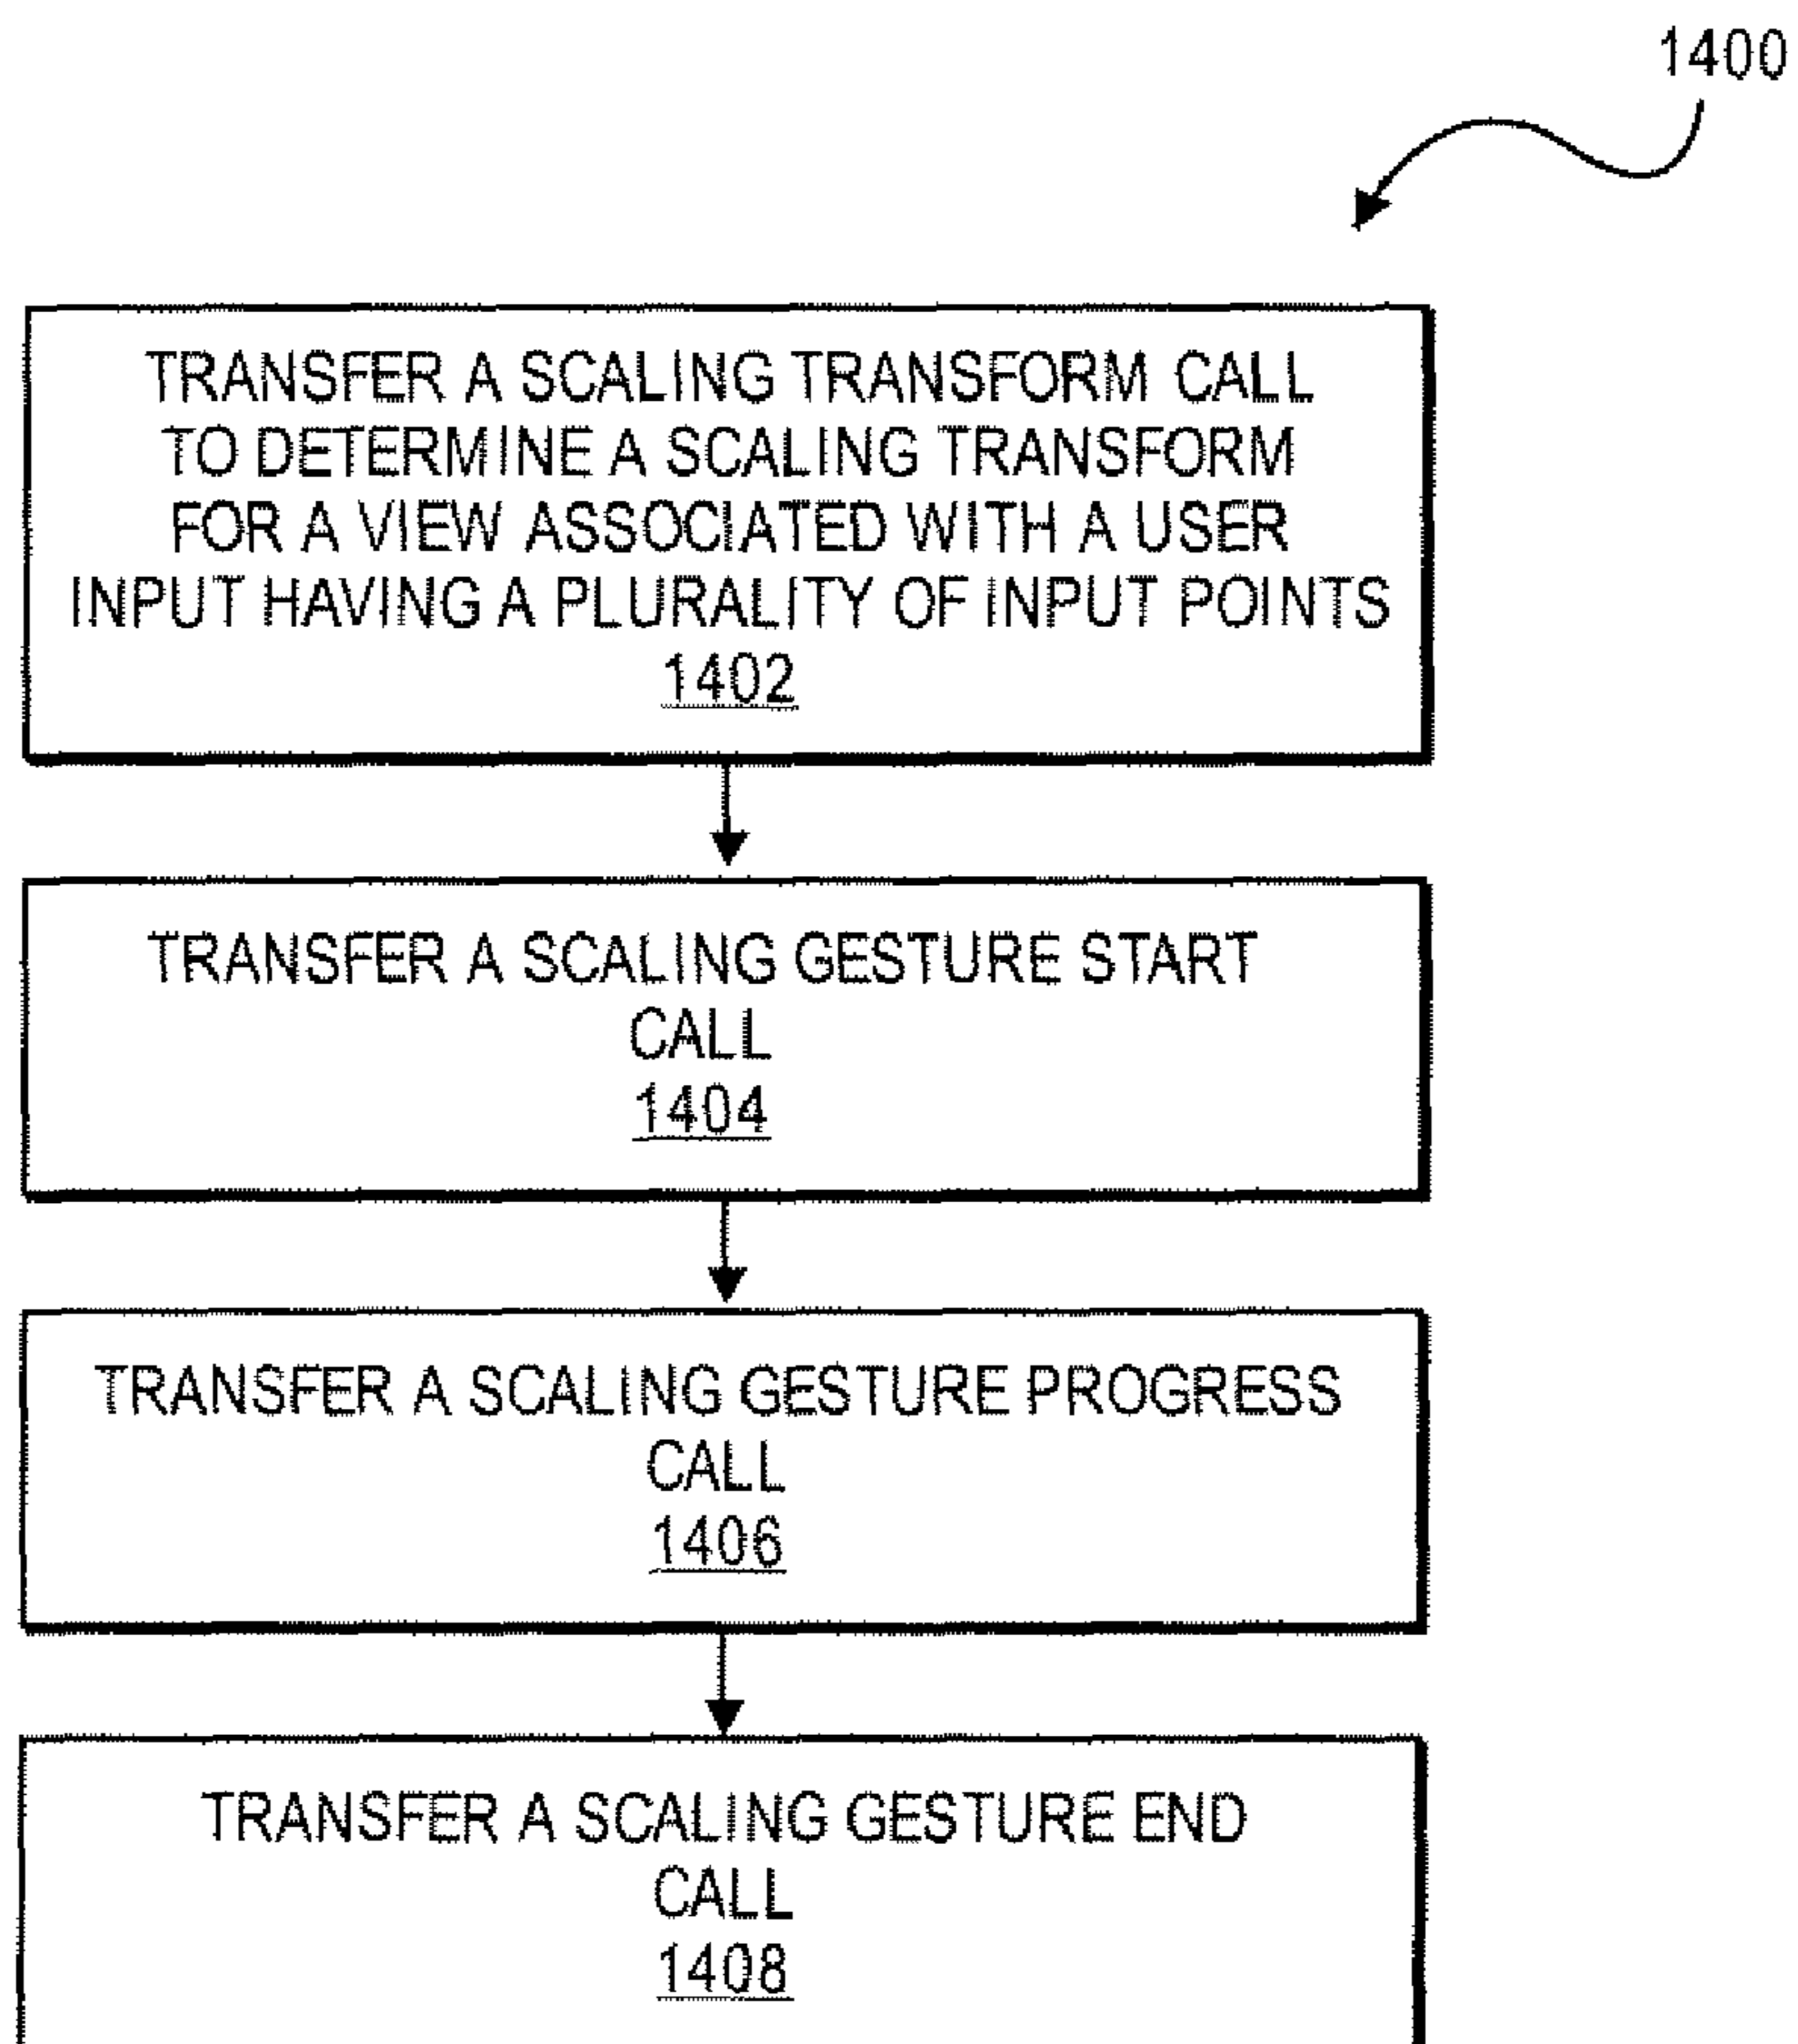 1400
TRANSFER A SCALING TRANSFORM CALL
TO DETERMINE A SCALING TRANSFORM
FOR A VIEW ASSOCIATED WITH A USER
INPUT HAVING A PLURALITY OF INPUT POINTS
1402
TRANSFER A SCALING GESTURE START
CALL
1404
TRANSFER A SCALING GESTURE PROGRESS
CALL
1406
TRANSFER A SCALING GESTURE END
CALL
1408